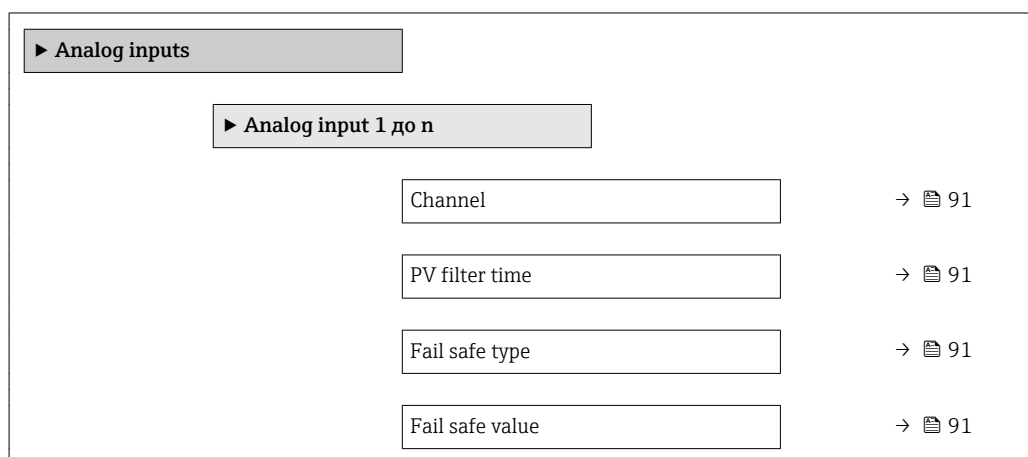 ▶ Analog inputs
▶ Analog input 1 до n
Channel → 91
PV filter time → 91
Fail safe type → 91
Fail safe value → 91